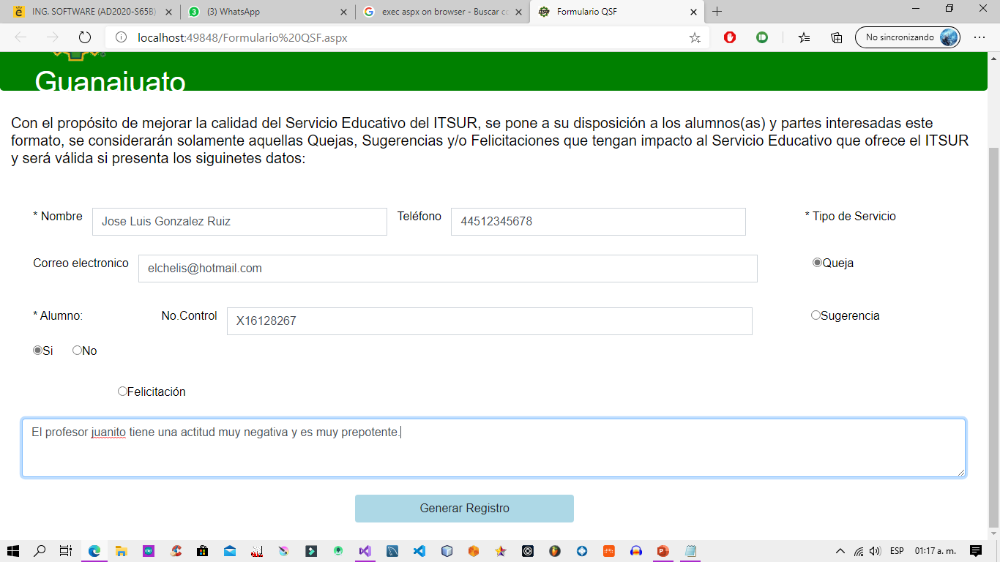 ING. SOFTWARE (AD2020-S65B)
(3) WhatsApp
exec aspx on browser - Buscar c
Formulario QSF
localhost:49848/Formulario%20QSF.aspx
No sincronizando
Guanajuato
Con el propósito de mejorar la calidad del Servicio Educativo del ITSUR, se pone a su disposición a los alumnos(as) y partes interesadas este
formato, se considerarán solamente aquellas Quejas, Sugerencias y/o Felicitaciones que tengan impacto al Servicio Educativo que ofrece el ITSUR
y será válida si presenta los siguinetes datos:
* Nombre Jose Luis Gonzalez Ruiz Teléfono 44512345678 * Tipo de Servicio
Correo electronico elchelis@hotmail.com Queja
* Alumno: No.Control X16128267 Sugerencia
Si No
Felicitación
El profesor juanito tiene una actitud muy negativa y es muy prepotente.
Generar Registro
ESP 01:17 a. m.